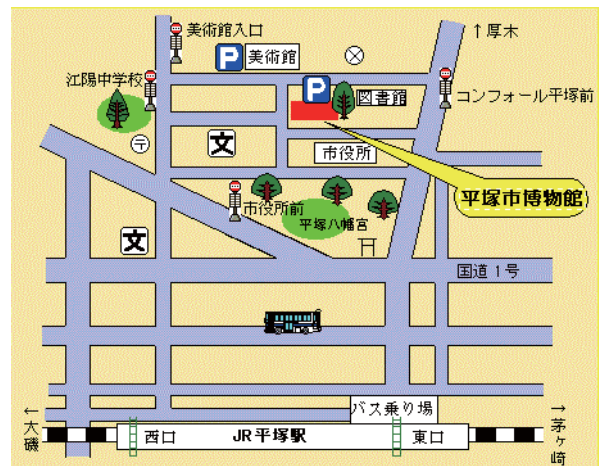 美術館入口
P
美術館
↑厚木
江陽中学校
P
図書館
コンフォール平塚前
〒
文
市役所
平塚市博物館
市役所前
平塚八幡宮
文
国道1号
バス乗り場
←大磯
→茅ヶ崎
西口
JR平塚駅
東口